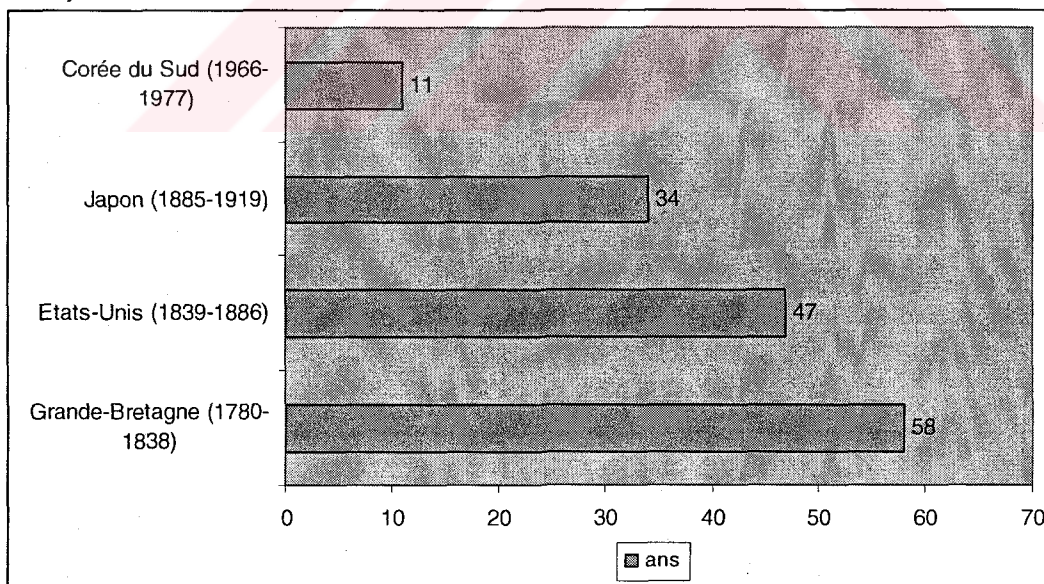 Corée du Sud (1966-
1977)
11
Japon (1885-1919)
34
Etats-Unis (1839-1886)
47
Grande-Bretagne (1780-
1838)
58
0 10 20 30 40 50 60 70
ans